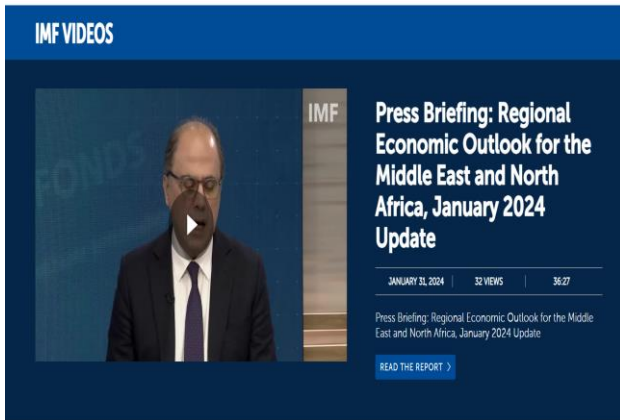 IMF VIDEOS
IMF
FONDS
Press Briefing: Regional
Economic Outlook for the
Middle East and North
Africa, January 2024
Update
JANUARY 31, 2024 | 32 VIEWS | 36:27
Press Briefing: Regional Economic Outlook for the Middle
East and North Africa, January 2024 Update
READ THE REPORT >